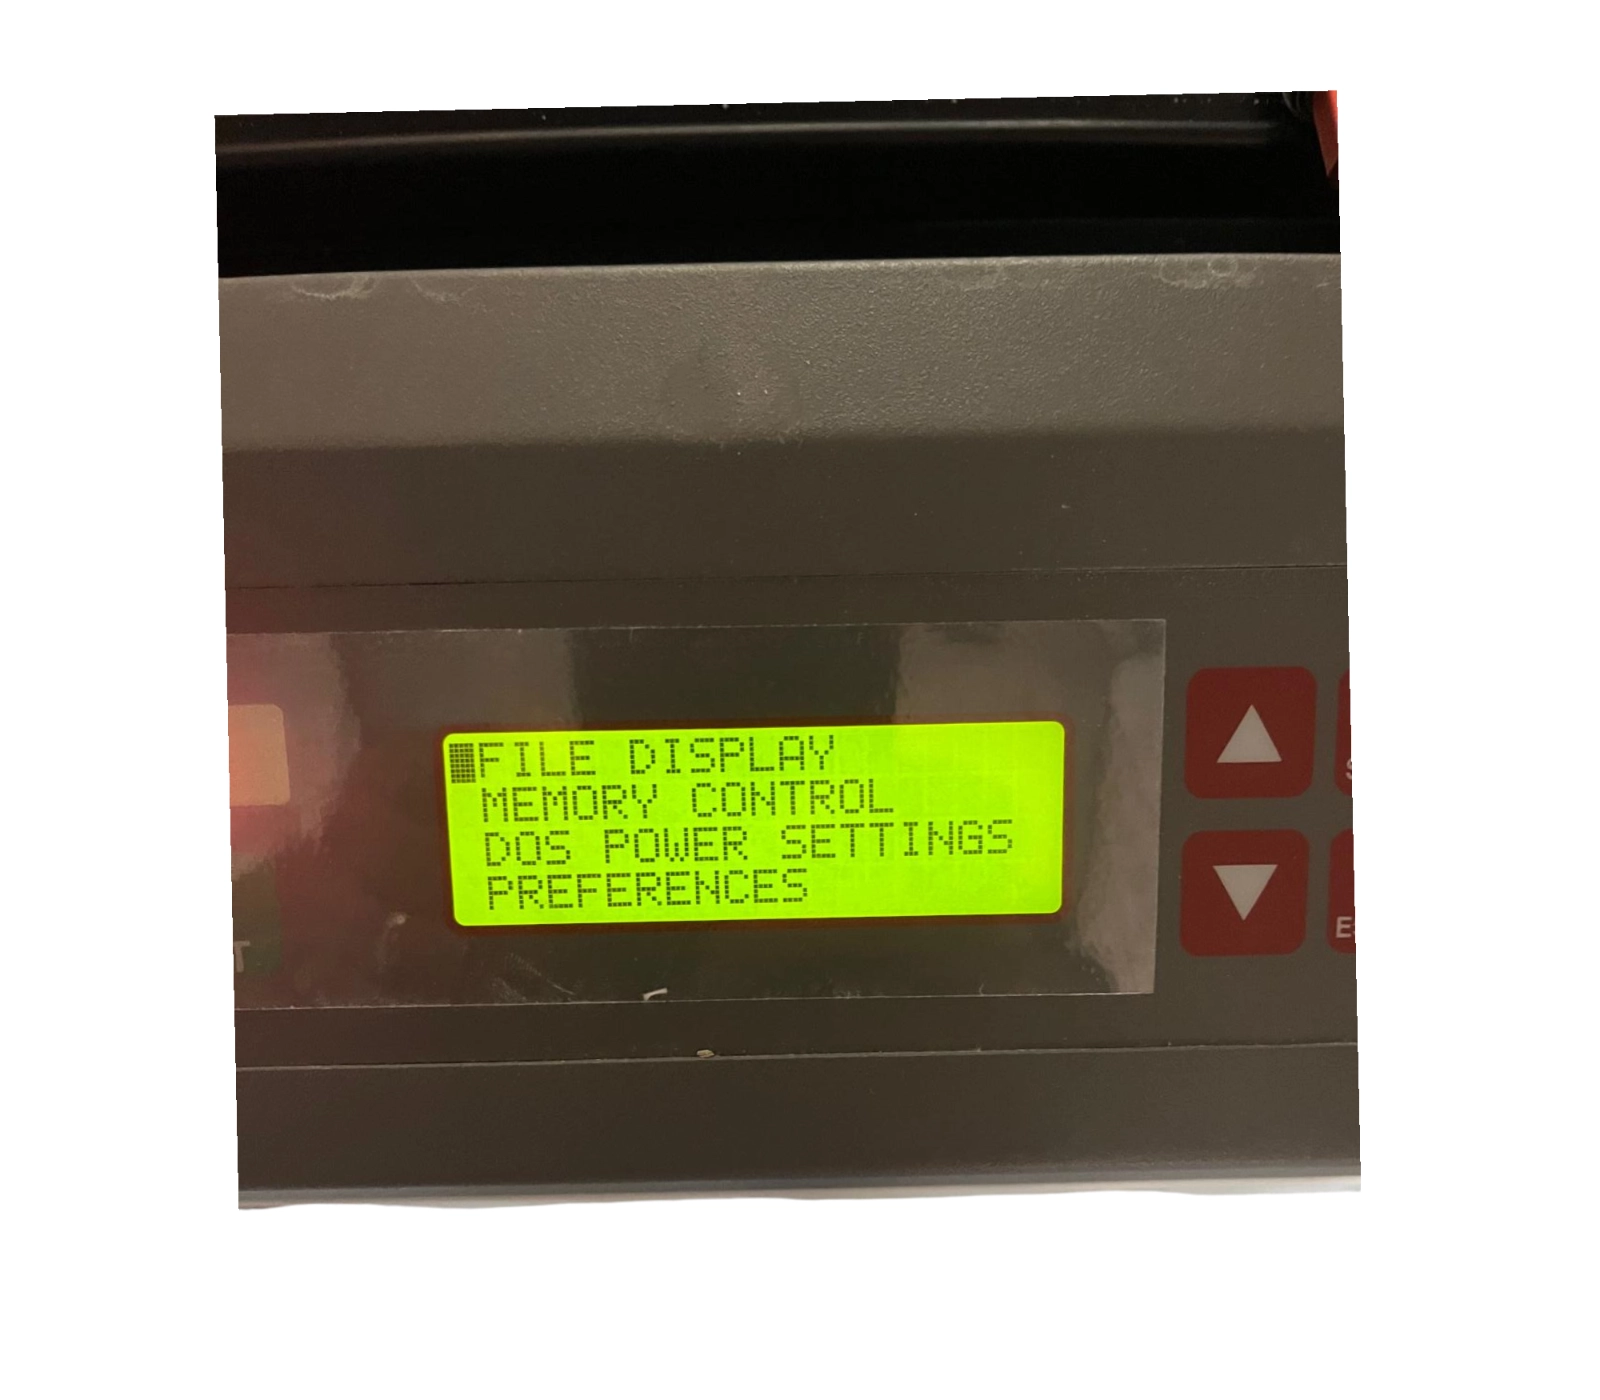 FILE DISPLAY
MEMORY CONTROL
DOS POWER SETTINGS
PREFERENCES
T
S
E